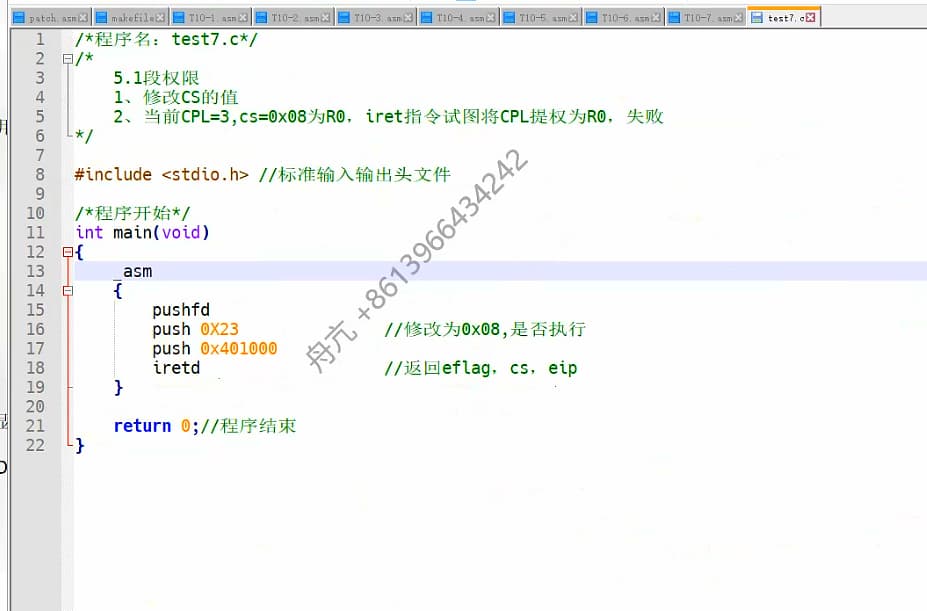 patch.asm makefile T10-1.asm T10-2.asm T10-3.asm T10-4.asm T10-5.asm T10-6.asm T10-7.asm test7.c
1 /*程序名：test7.c*/
2 /*
3 5.1段权限
4 1、修改CS的值
5 2、当前CPL=3,cs=0x08为R0，iret指令试图将CPL提权为R0，失败
6 */
7
8 #include <stdio.h> //标准输入输出头文件
9
10 /*程序开始*/
11 int main(void)
12 {
13 _asm
14 {
15 pushfd
16 push 0X23 //修改为0x08,是否执行
17 push 0x401000
18 iretd //返回eflag，cs，eip
19 }
20
21 return 0;//程序结束
22 }
舟亢 +8613966434242